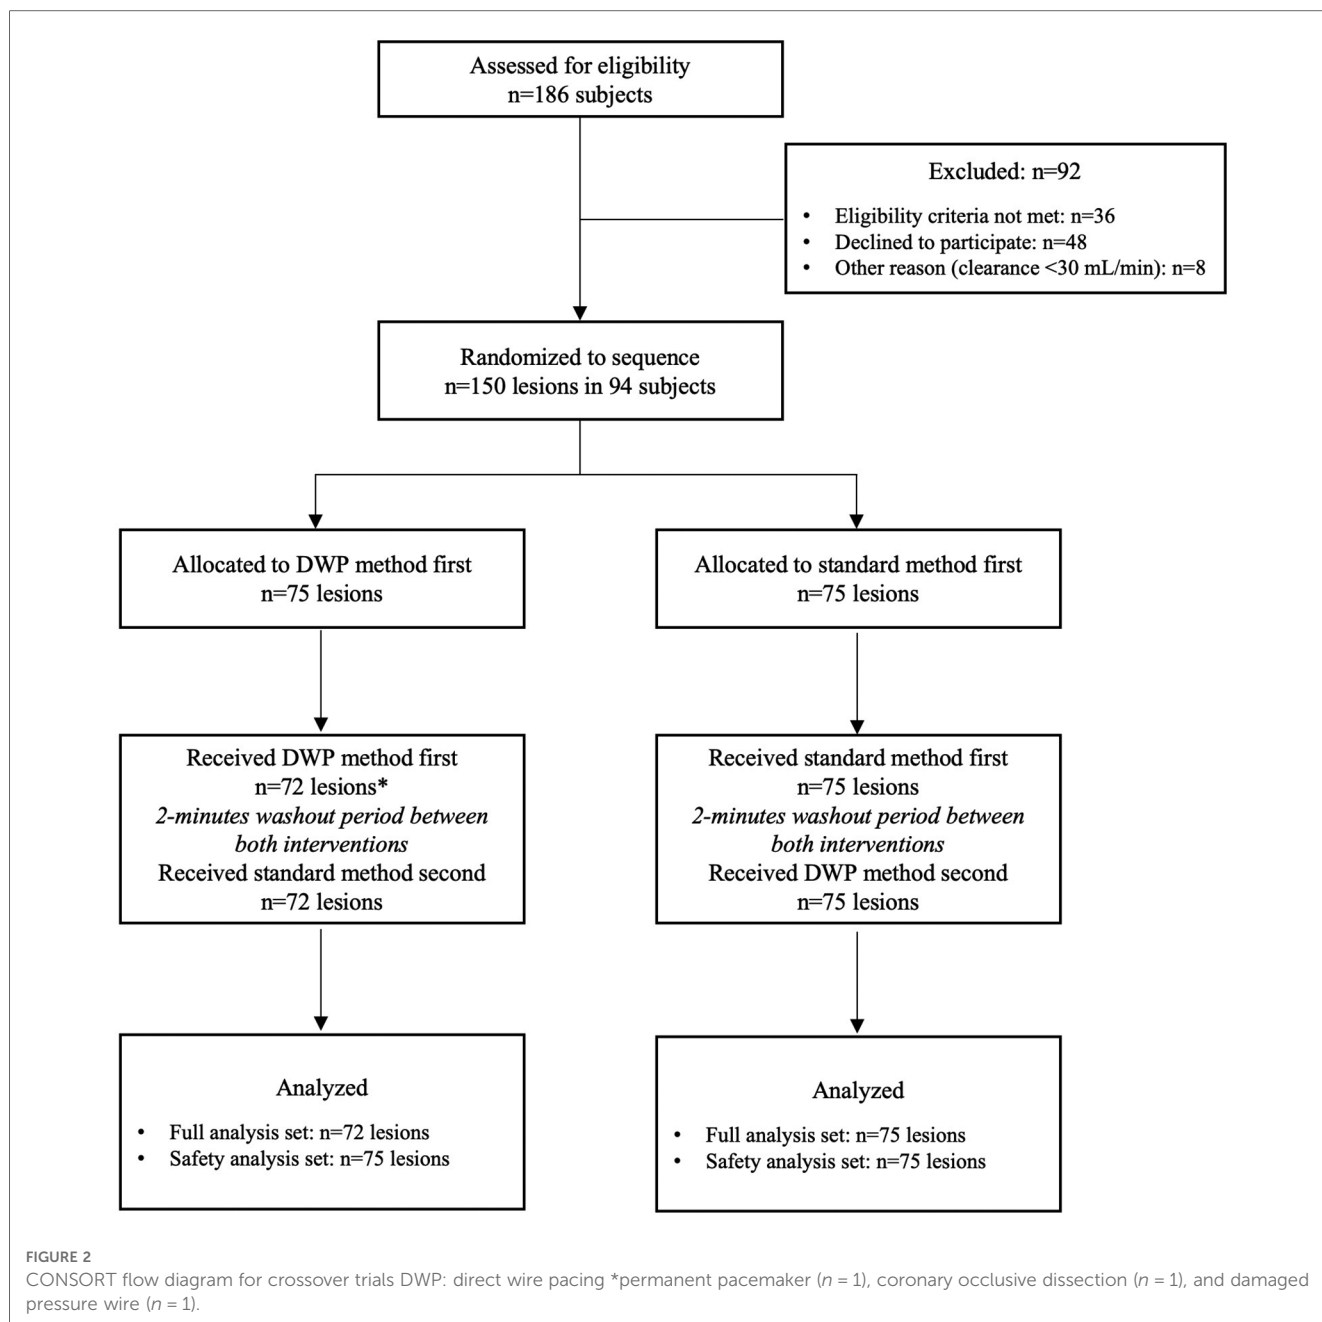 Assessed for eligibility
n=186 subjects
Excluded: n=92
• Eligibility criteria not met: n=36
• Declined to participate: n=48
• Other reason (clearance <30 mL/min): n=8
Randomized to sequence
n=150 lesions in 94 subjects
Allocated to DWP method first
n=75 lesions
Allocated to standard method first
n=75 lesions
Received DWP method first
n=72 lesions*
2-minutes washout period between
both interventions
Received standard method second
n=72 lesions
Received standard method first
n=75 lesions
2-minutes washout period between
both interventions
Received DWP method second
n=75 lesions
Analyzed
• Full analysis set: n=72 lesions
• Safety analysis set: n=75 lesions
Analyzed
• Full analysis set: n=75 lesions
• Safety analysis set: n=75 lesions
FIGURE 2
CONSORT flow diagram for crossover trials DWP: direct wire pacing *permanent pacemaker (n = 1), coronary occlusive dissection (n = 1), and damaged
pressure wire (n = 1).